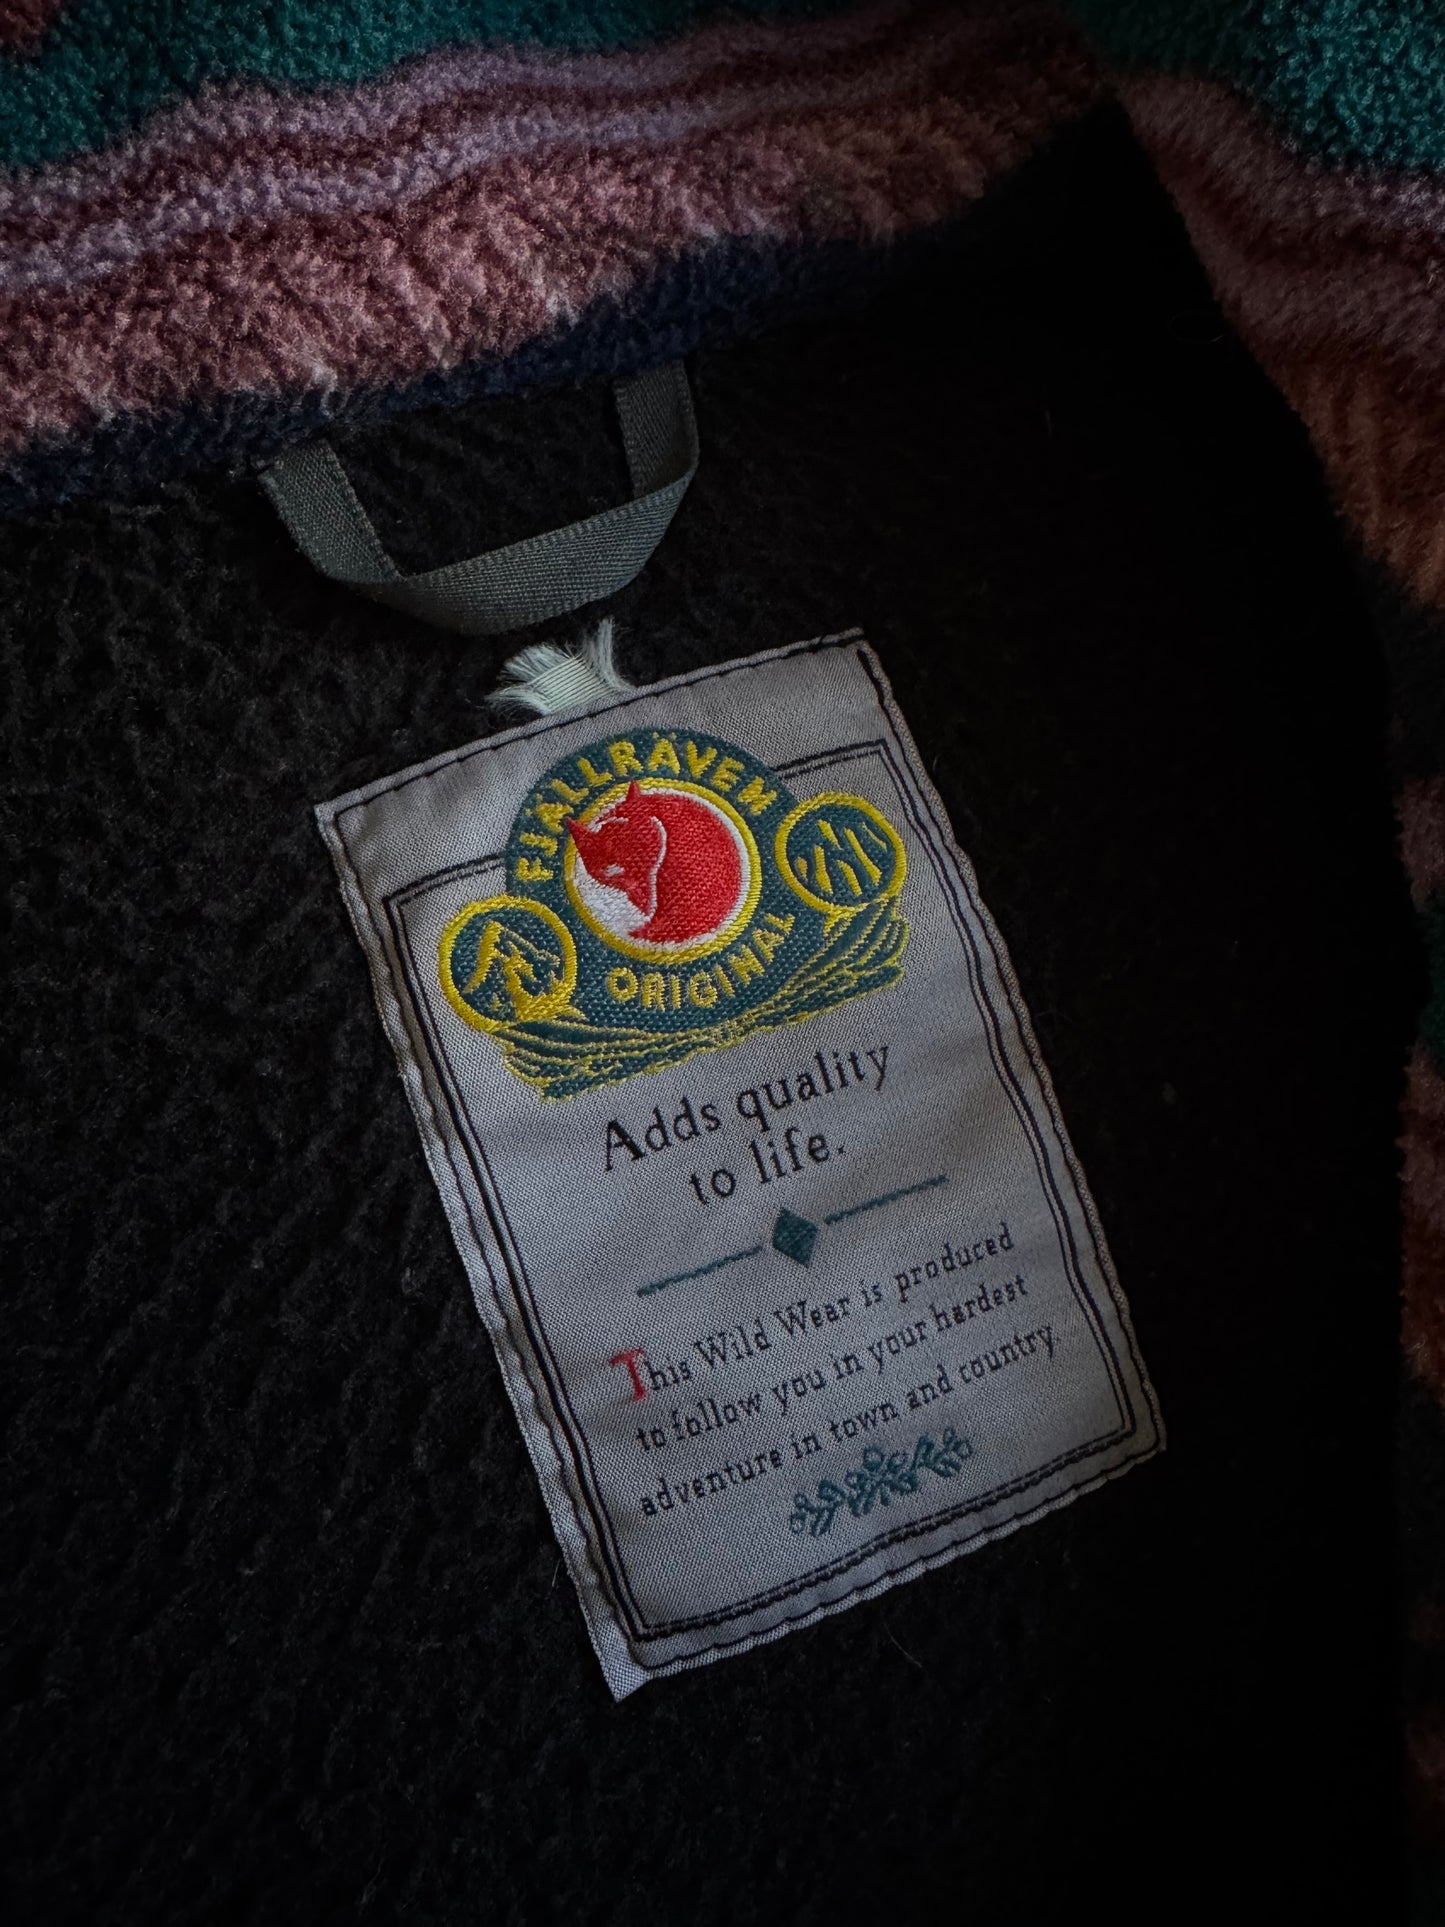 FJÄLLRÄVEN
ORIGINAL
Adds quality
to life.
This Wild Wear is produced
to follow you in your hardest
adventure in town and country.